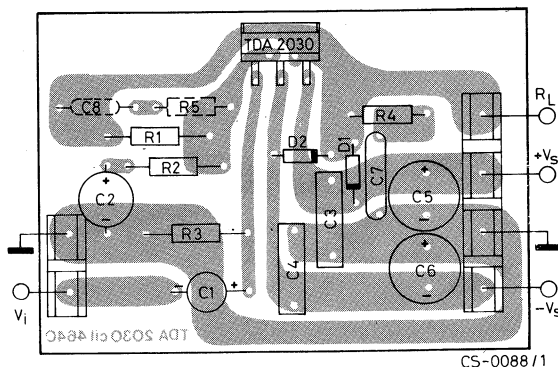 TDA 2030
C8
R5
R1
R2
C2
R3
C1
D2
D1
R4
C7
C3
C4
C5
C6
RL
+Vs
-Vs
Vi
TDA 2030 cil 464C
CS-0088/1